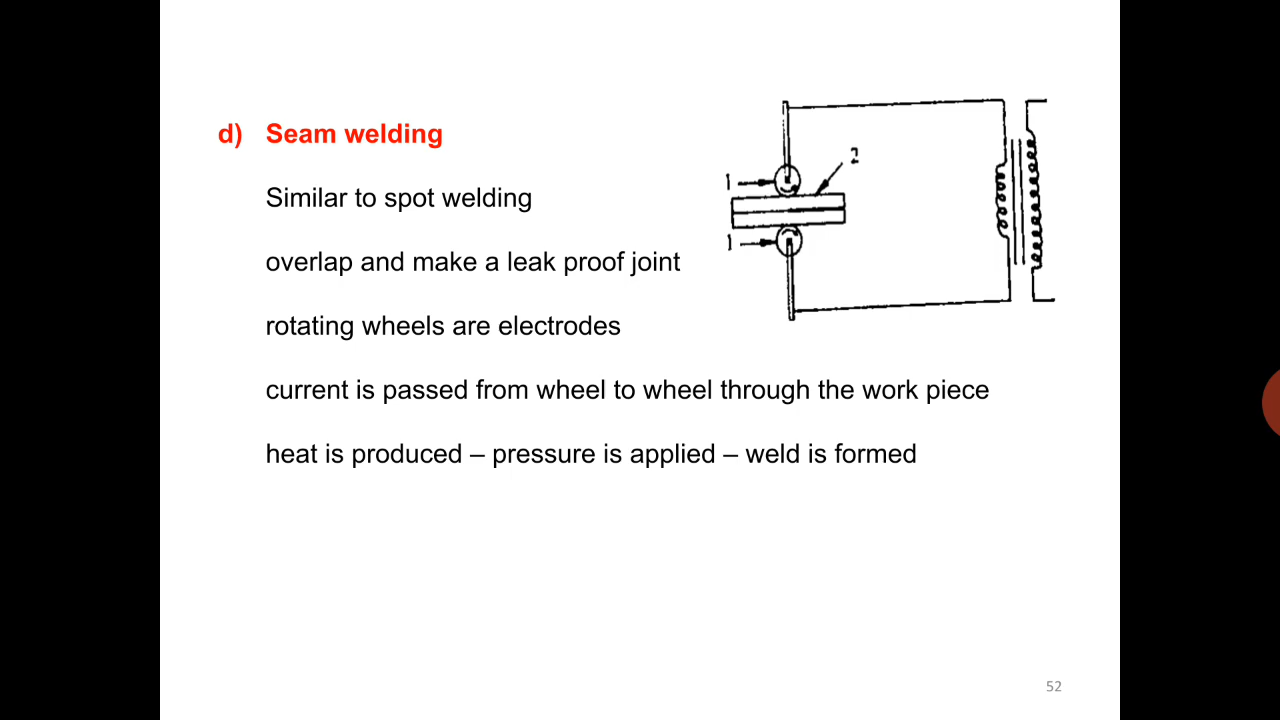 d) Seam welding
Similar to spot welding
overlap and make a leak proof joint
rotating wheels are electrodes
current is passed from wheel to wheel through the work piece
heat is produced – pressure is applied – weld is formed
2
1
1
52